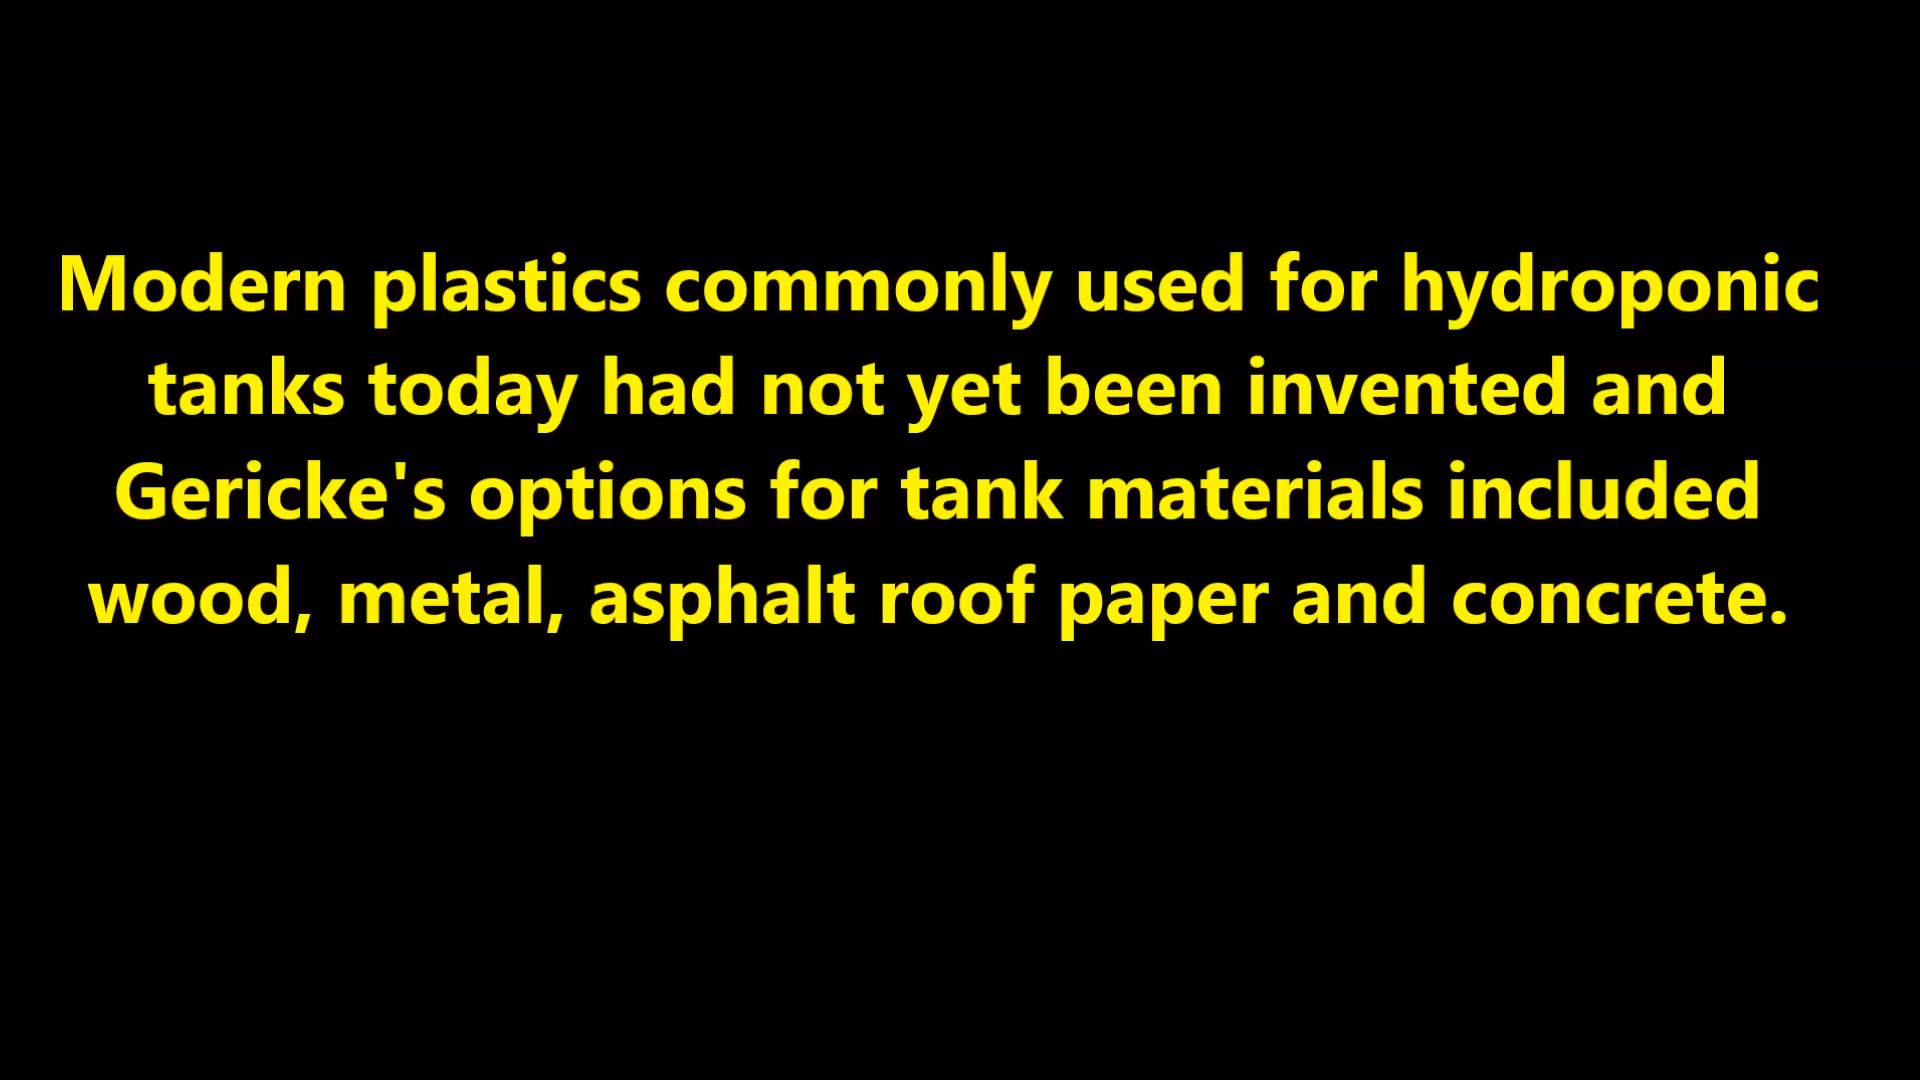 Modern plastics commonly used for hydroponic
tanks today had not yet been invented and
Gericke's options for tank materials included
wood, metal, asphalt roof paper and concrete.